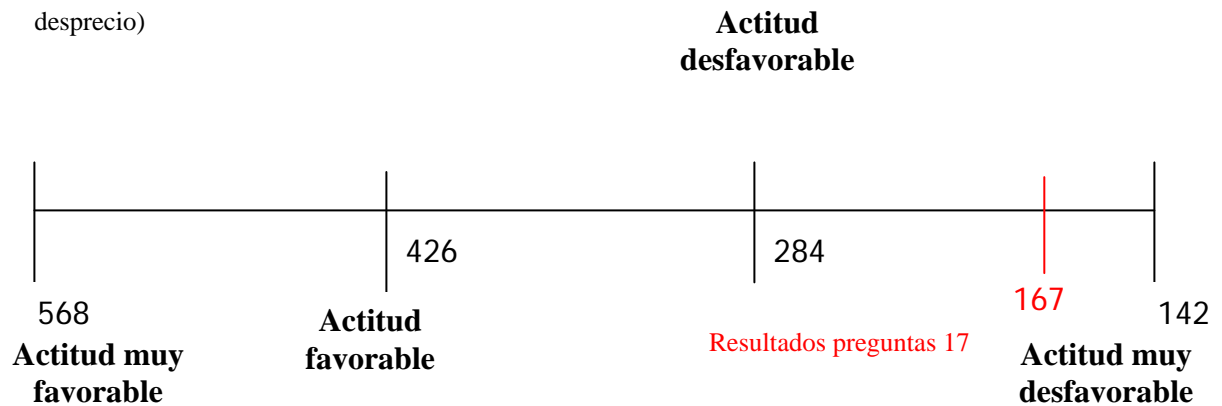 desprecio)
Actitud
desfavorable
426
284
568
167
142
Actitud muy
favorable
Actitud
favorable
Resultados preguntas 17
Actitud muy
desfavorable